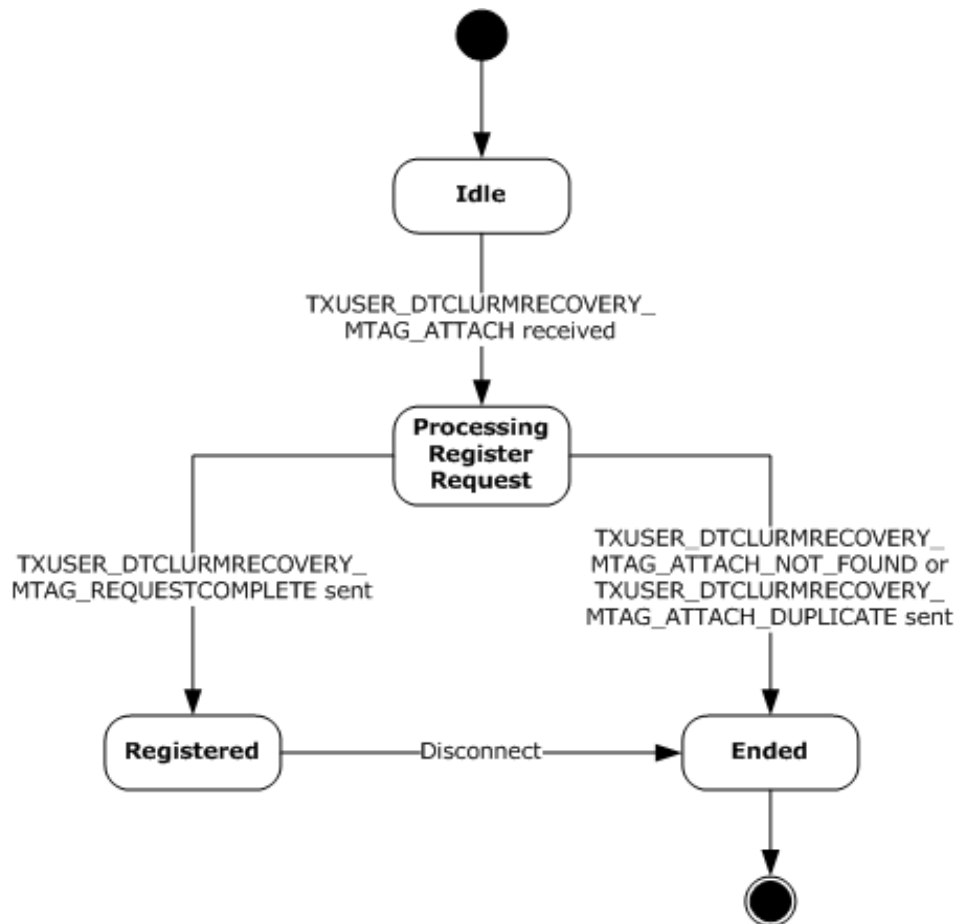 Idle
TXUSER_DTCLURMRECOVERY_
MTAG_ATTACH received
Processing
Register
Request
TXUSER_DTCLURMRECOVERY_
MTAG_REQUESTCOMPLETE sent
TXUSER_DTCLURMRECOVERY_
MTAG_ATTACH_NOT_FOUND or
TXUSER_DTCLURMRECOVERY_
MTAG_ATTACH_DUPLICATE sent
Registered
Disconnect
Ended